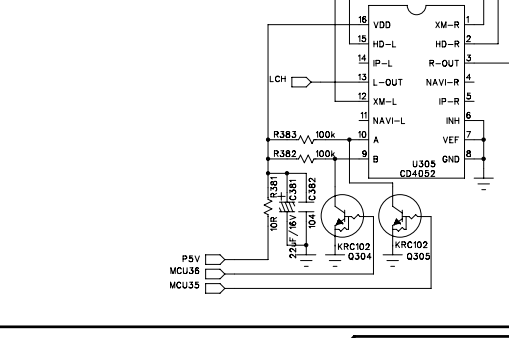 16 VDD XM-R 1
15 HD-L HD-R 2
14 IP-L R-OUT 3
LCH 13 L-OUT NAVI-R 4
12 XM-L IP-R 5
11 NAVI-L INH 6
R383 100k 10 A VEF 7
R382 100k 9 B GND 8
U305
CD4052
R381
10R
C381
22uF/16V
C382
104
KRC102
Q304
KRC102
Q305
P5V
MCU36
MCU35